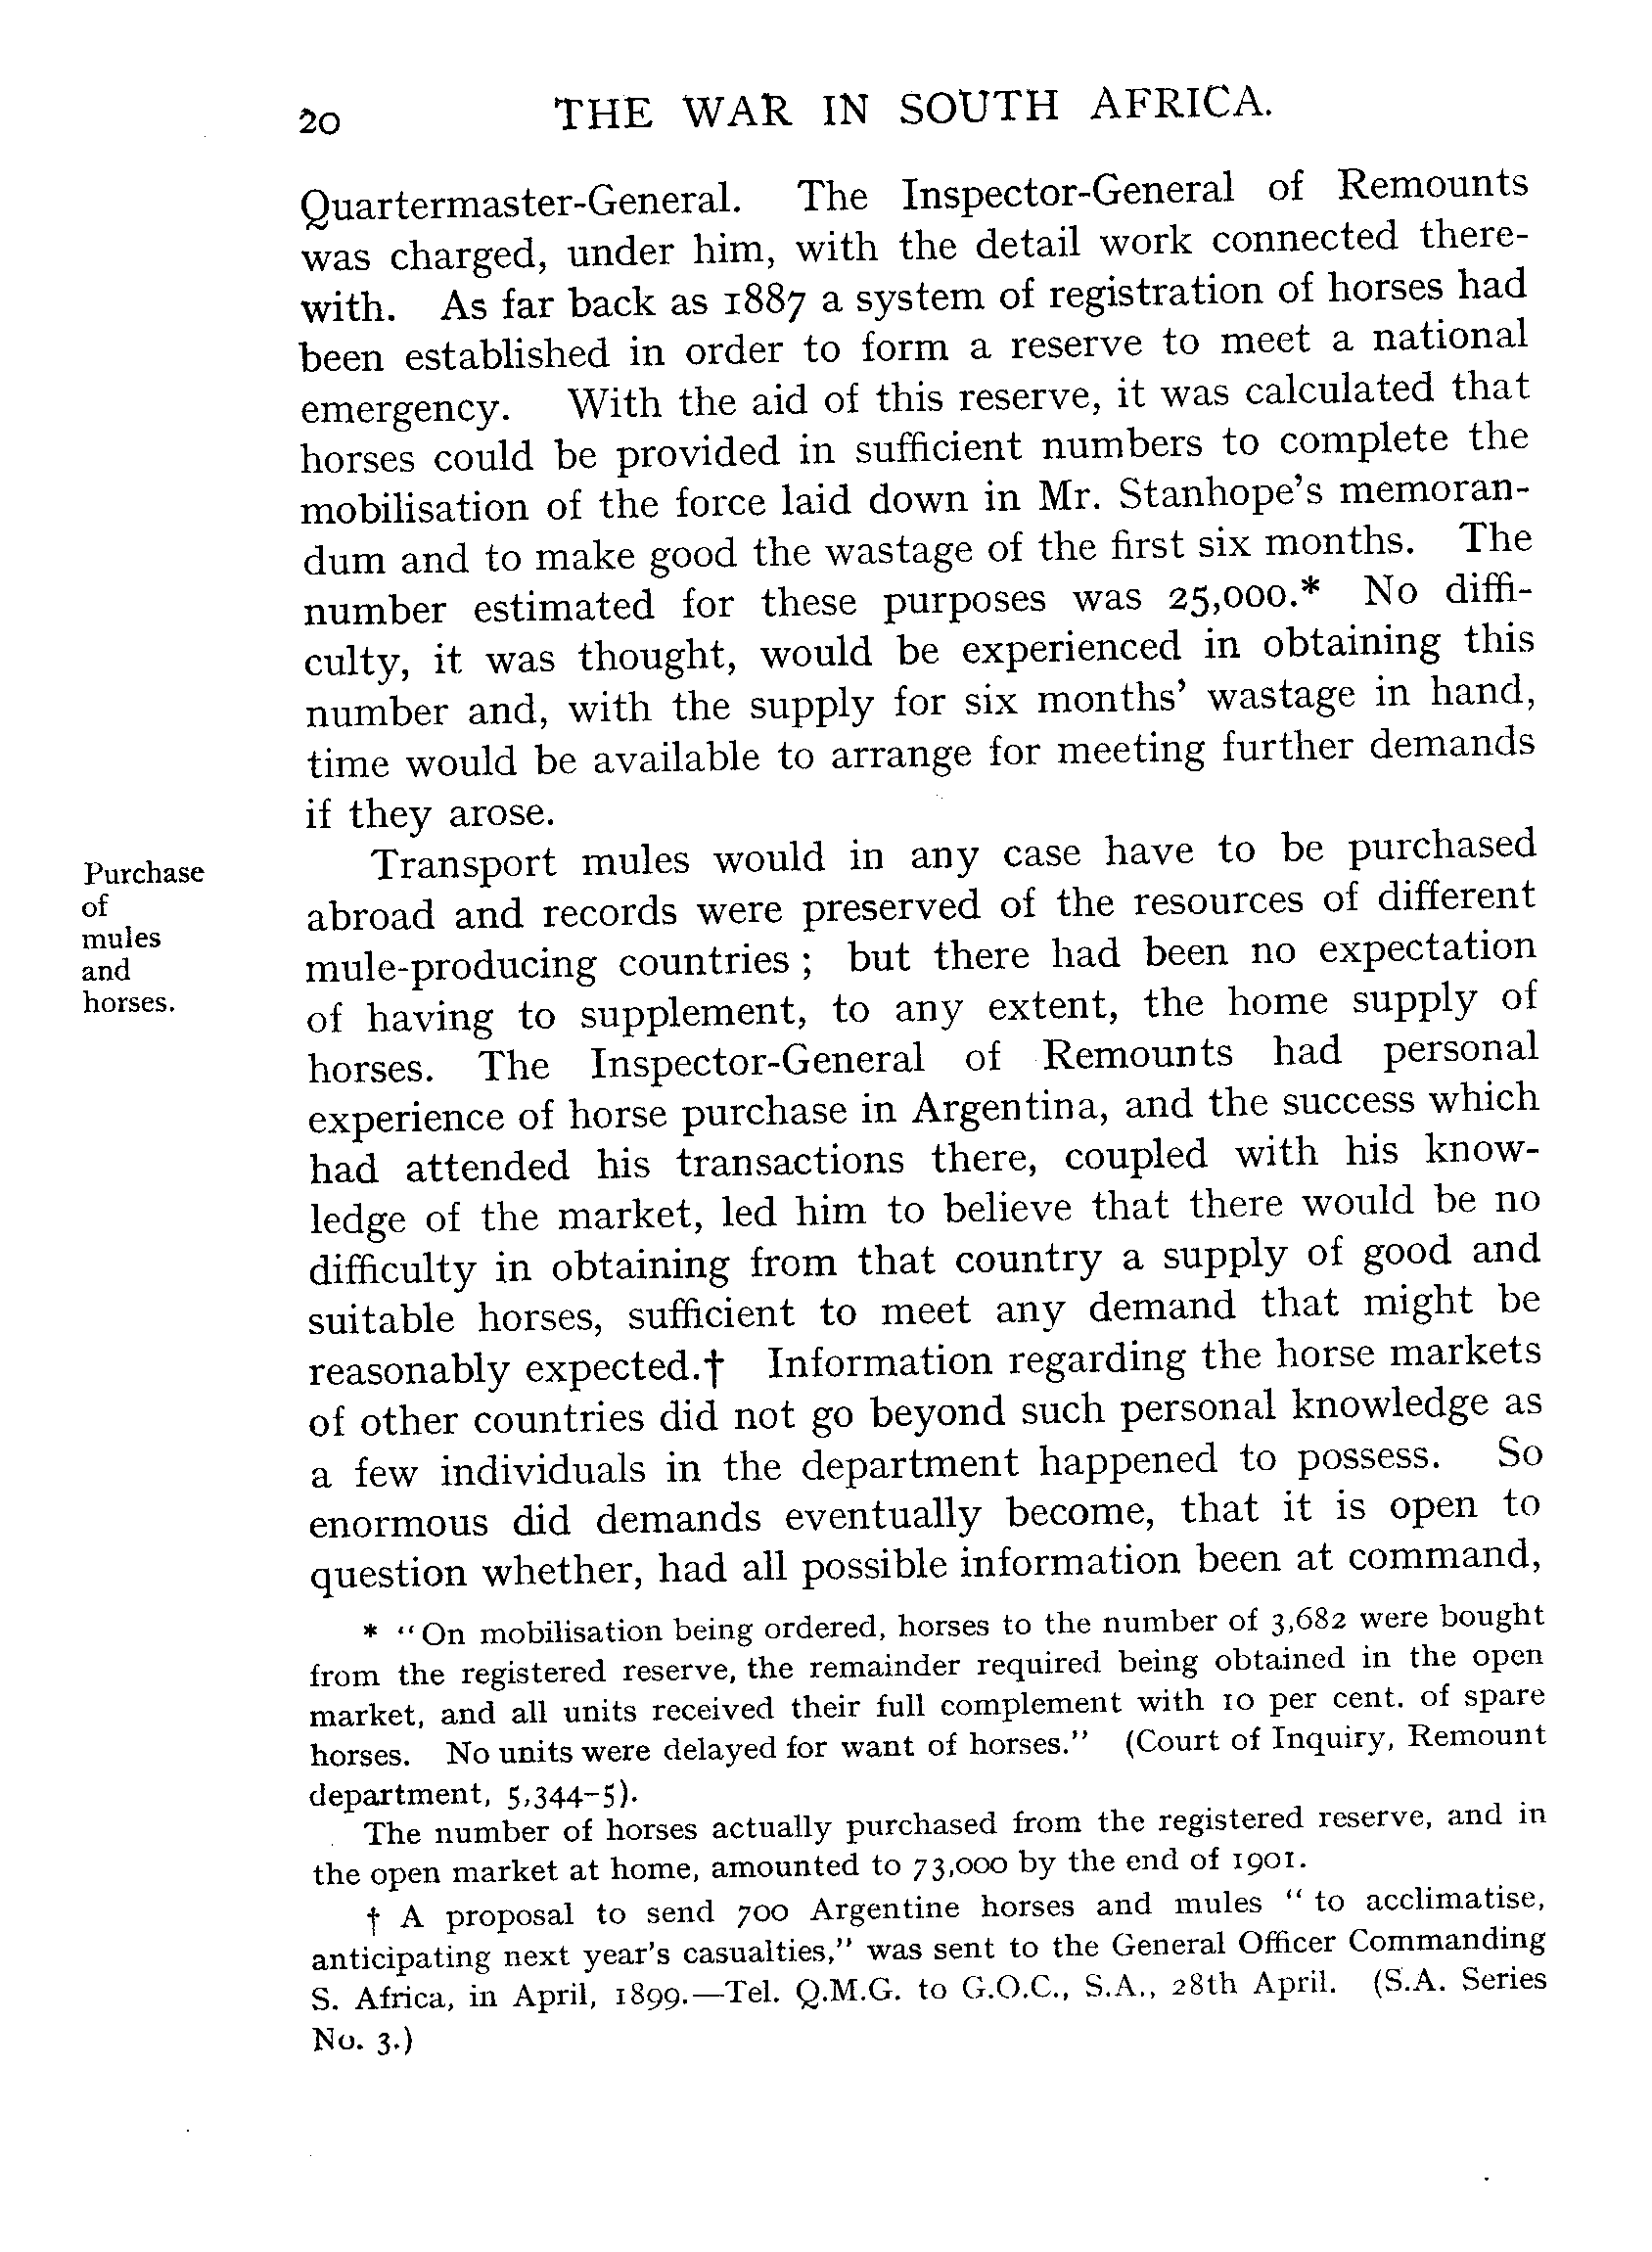 20 THE WAR IN SOUTH AFRICA.
Quartermaster-General. The Inspector-General of Remounts
was charged, under him, with the detail work connected there-
with. As far back as 1887 a system of registration of horses had
been established in order to form a reserve to meet a national
emergency. With the aid of this reserve, it was calculated that
horses could be provided in sufficient numbers to complete the
mobilisation of the force laid down in Mr. Stanhope's memoran-
dum and to make good the wastage of the first six months. The
number estimated for these purposes was 25,000.* No diffi-
culty, it was thought, would be experienced in obtaining this
number and, with the supply for six months' wastage in hand,
time would be available to arrange for meeting further demands
if they arose.
Purchase
of
mules
and
horses.
Transport mules would in any case have to be purchased
abroad and records were preserved of the resources of different
mule-producing countries ; but there had been no expectation
of having to supplement, to any extent, the home supply of
horses. The Inspector-General of Remounts had personal
experience of horse purchase in Argentina, and the success which
had attended his transactions there, coupled with his know-
ledge of the market, led him to believe that there would be no
difficulty in obtaining from that country a supply of good and
suitable horses, sufficient to meet any demand that might be
reasonably expected.† Information regarding the horse markets
of other countries did not go beyond such personal knowledge as
a few individuals in the department happened to possess. So
enormous did demands eventually become, that it is open to
question whether, had all possible information been at command,
* "On mobilisation being ordered, horses to the number of 3,682 were bought
from the registered reserve, the remainder required being obtained in the open
market, and all units received their full complement with 10 per cent. of spare
horses. No units were delayed for want of horses." (Court of Inquiry, Remount
department, 5,344-5).
The number of horses actually purchased from the registered reserve, and in
the open market at home, amounted to 73,000 by the end of 1901.
† A proposal to send 700 Argentine horses and mules "to acclimatise,
anticipating next year's casualties," was sent to the General Officer Commanding
S. Africa, in April, 1899.—Tel. Q.M.G. to G.O.C., S.A., 28th April. (S.A. Series
No. 3.)